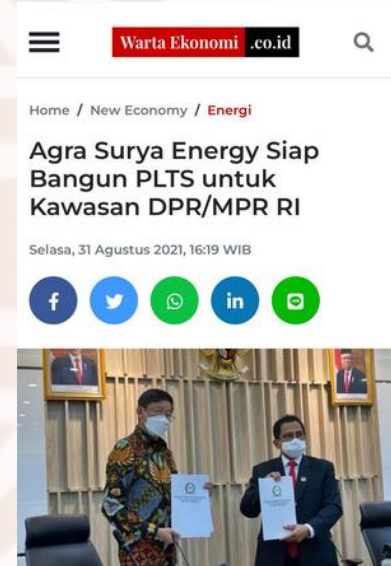 Warta Ekonomi .co.id
Home / New Economy / Energi
Agra Surya Energy Siap
Bangun PLTS untuk
Kawasan DPR/MPR RI
Selasa, 31 Agustus 2021, 16:19 WIB